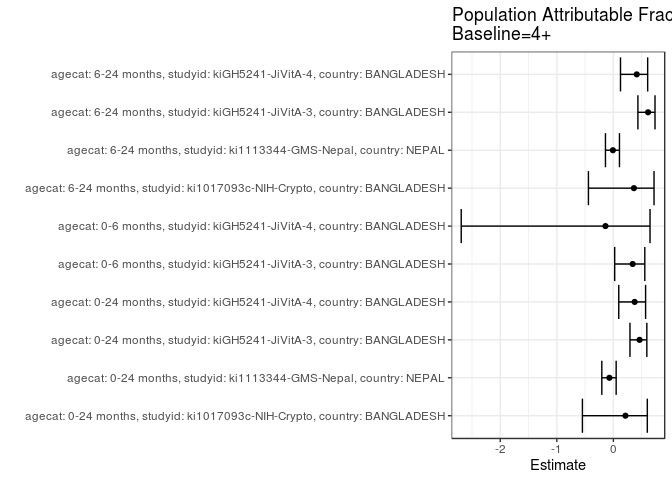 Population Attributable Frac
Baseline=4+
agecat: 6-24 months, studyid: kiGH5241-JiVitA-4, country: BANGLADESH
agecat: 6-24 months, studyid: kiGH5241-JiVitA-3, country: BANGLADESH
agecat: 6-24 months, studyid: ki1113344-GMS-Nepal, country: NEPAL
agecat: 6-24 months, studyid: ki1017093c-NIH-Crypto, country: BANGLADESH
agecat: 0-6 months, studyid: kiGH5241-JiVitA-4, country: BANGLADESH
agecat: 0-6 months, studyid: kiGH5241-JiVitA-3, country: BANGLADESH
agecat: 0-24 months, studyid: kiGH5241-JiVitA-4, country: BANGLADESH
agecat: 0-24 months, studyid: kiGH5241-JiVitA-3, country: BANGLADESH
agecat: 0-24 months, studyid: ki1113344-GMS-Nepal, country: NEPAL
agecat: 0-24 months, studyid: ki1017093c-NIH-Crypto, country: BANGLADESH
-2 -1 0
Estimate